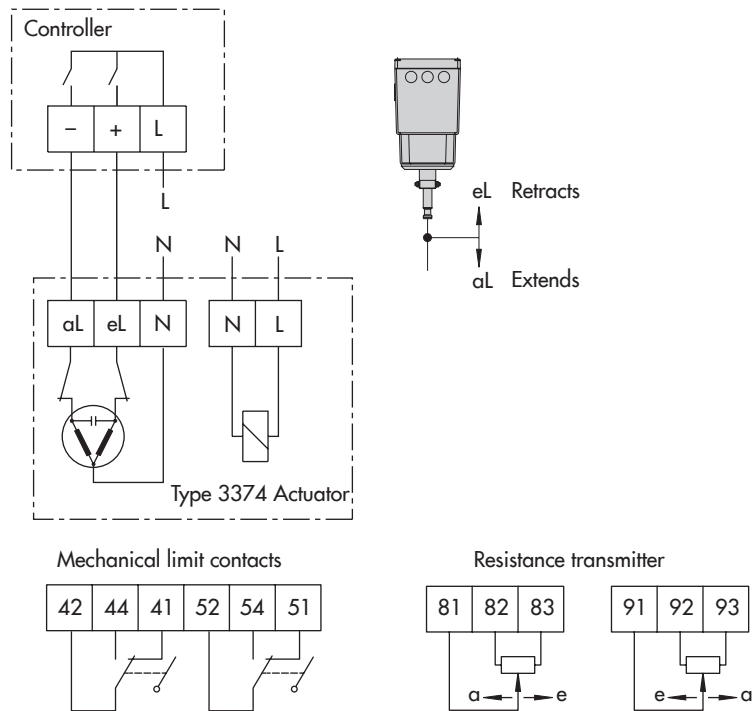 Controller
– + L
L
N N L
aL eL N N L
Type 3374 Actuator
eL Retracts
aL Extends
Mechanical limit contacts
42 44 41 52 54 51
Resistance transmitter
81 82 83 91 92 93
a e e a